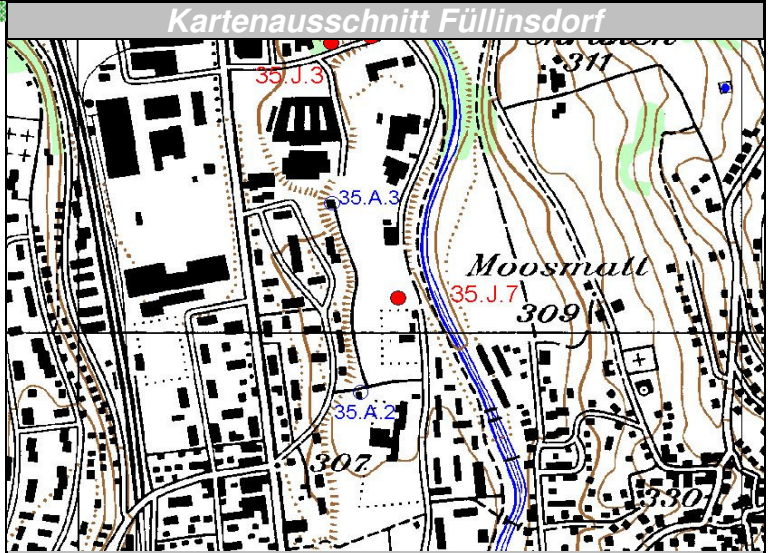 Kartenausschnitt Füllinsdorf
311
35.J.3
35.A.3
Moosmatt
35.J.7
309
35.A.2
307
330